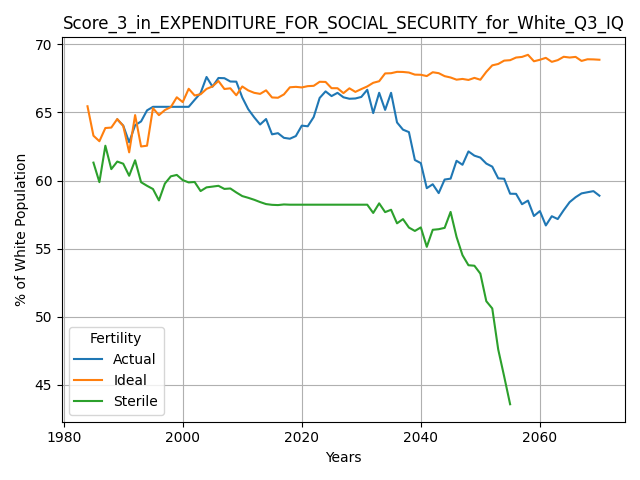 Score_3_in_EXPENDITURE_FOR_SOCIAL_SECURITY_for_White_Q3_IQ
70
65
60
55
50
45
% of White Population
Fertility
Actual
Ideal
Sterile
1980
2000
2020
2040
2060
Years